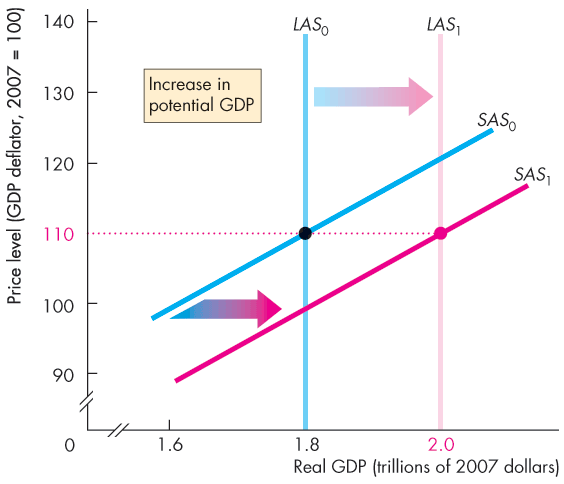 Price level (GDP deflator, 2007 = 100)
140
130
120
110
100
90
0
LAS₀
LAS₁
Increase in
potential GDP
SAS₀
SAS₁
1.6
1.8
2.0
Real GDP (trillions of 2007 dollars)